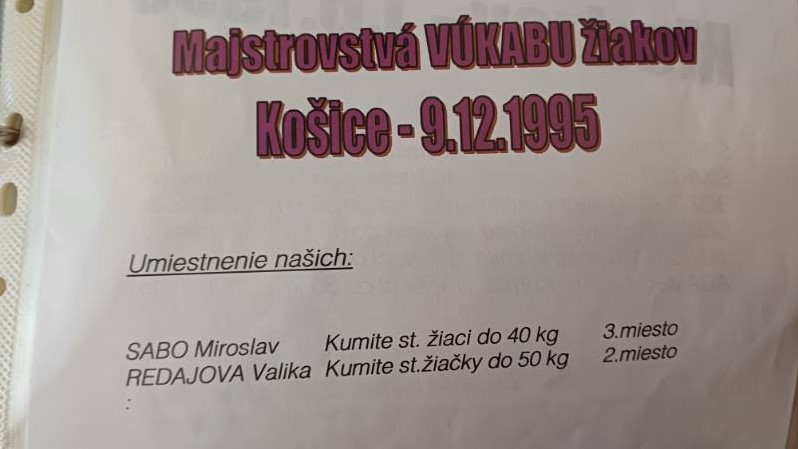 Majstrovstvá VÚKABU žiakov
Košice - 9.12.1995
Umiestnenie našich:
SABO Miroslav Kumite st. žiaci do 40 kg 3.miesto
REDAJOVA Valika Kumite st.žiačky do 50 kg 2.miesto
: